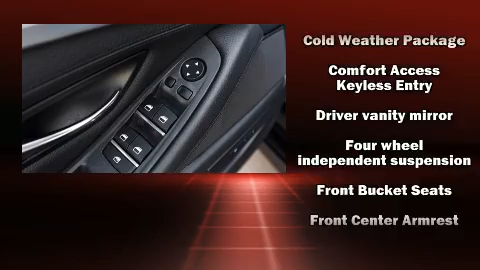 Cold Weather Package
Comfort Access
Keyless Entry
Driver vanity mirror
Four wheel
independent suspension
Front Bucket Seats
Front Center Armrest